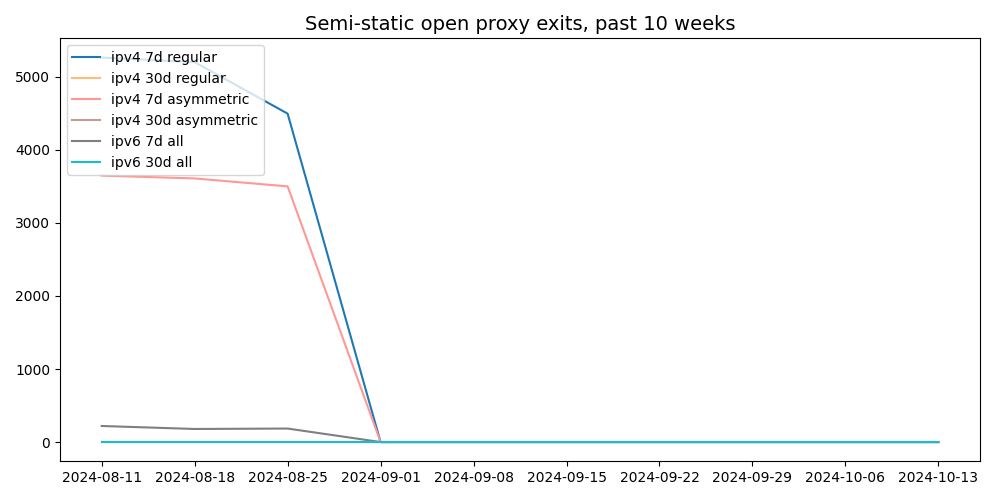 Semi-static open proxy exits, past 10 weeks
ipv4 7d regular
ipv4 30d regular
ipv4 7d asymmetric
ipv4 30d asymmetric
ipv6 7d all
ipv6 30d all
5000
4000
3000
2000
1000
0
2024-08-11 2024-08-18 2024-08-25 2024-09-01 2024-09-08 2024-09-15 2024-09-22 2024-09-29 2024-10-06 2024-10-13